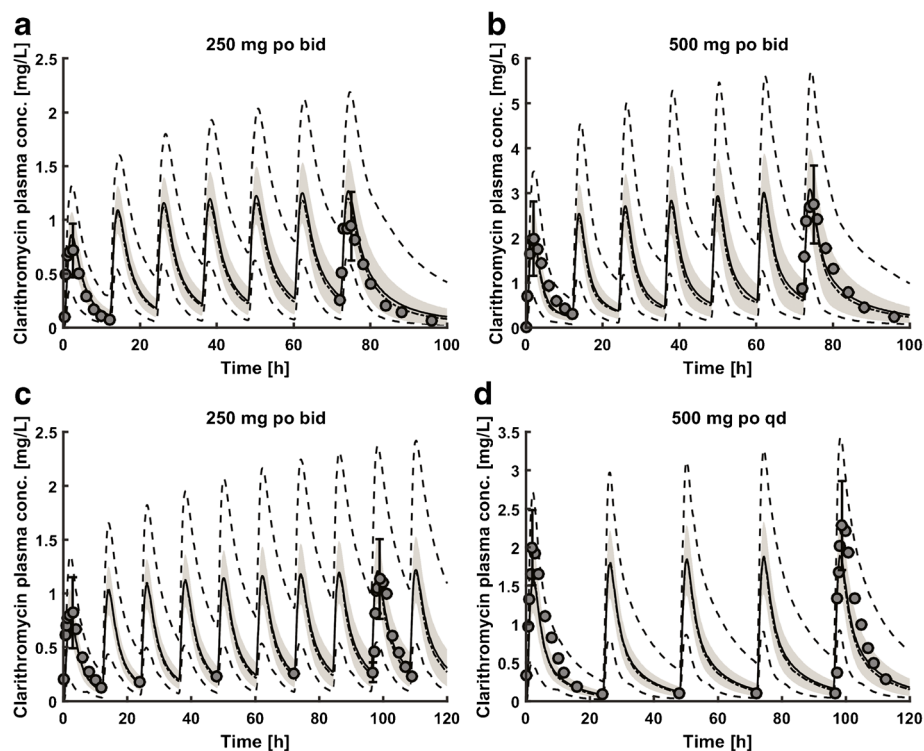 a
250 mg po bid
Clarithromycin plasma conc. [mg/L]
2.5
2
1.5
1
0.5
0
0 20 40 60 80 100
Time [h]
b
500 mg po bid
Clarithromycin plasma conc. [mg/L]
6
5
4
3
2
1
0
0 20 40 60 80 100
Time [h]
c
250 mg po bid
Clarithromycin plasma conc. [mg/L]
2.5
2
1.5
1
0.5
0
0 20 40 60 80 100 120
Time [h]
d
500 mg po qd
Clarithromycin plasma conc. [mg/L]
3.5
3
2.5
2
1.5
1
0.5
0
0 20 40 60 80 100 120
Time [h]